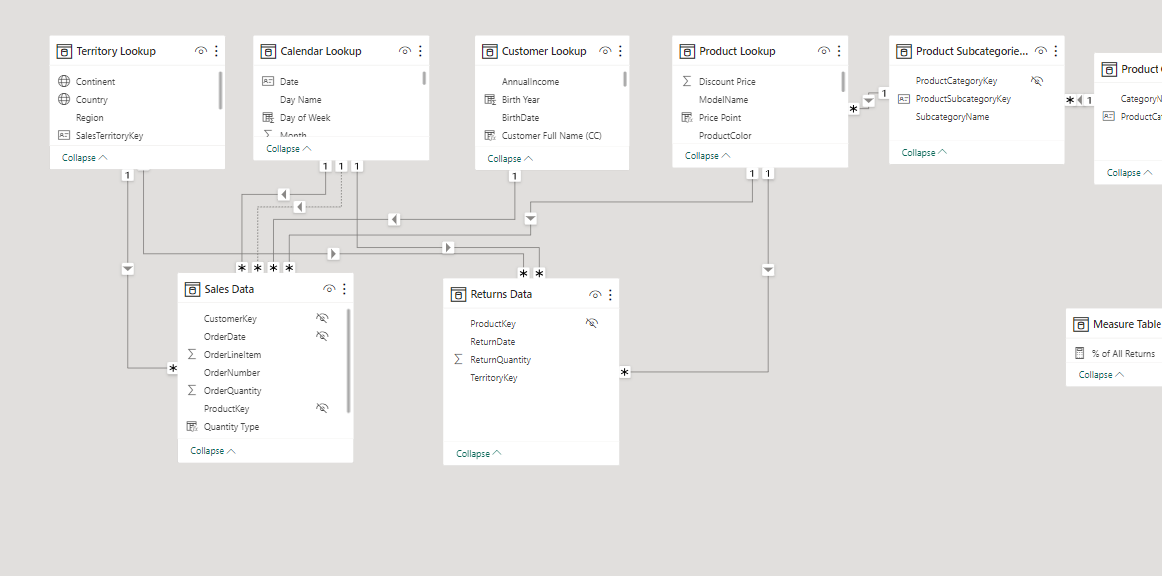 Territory Lookup
Continent
Country
Region
SalesTerritoryKey
Collapse
Calendar Lookup
Date
Day Name
Day of Week
Month
Collapse
Customer Lookup
AnnualIncome
Birth Year
BirthDate
Customer Full Name (CC)
Collapse
Product Lookup
Discount Price
ModelName
Price Point
ProductColor
Collapse
Product Subcategorie...
ProductCategoryKey
ProductSubcategoryKey
SubcategoryName
Collapse
Product
CategoryN
ProductCa
Collapse
1
*
1
*
1
1
1
1
1
1
1
*
*
*
*
*
*
*
*
Sales Data
CustomerKey
OrderDate
OrderLineItem
OrderNumber
OrderQuantity
ProductKey
Quantity Type
Collapse
Returns Data
ProductKey
ReturnDate
ReturnQuantity
TerritoryKey
Collapse
Measure Table
% of All Returns
Collapse